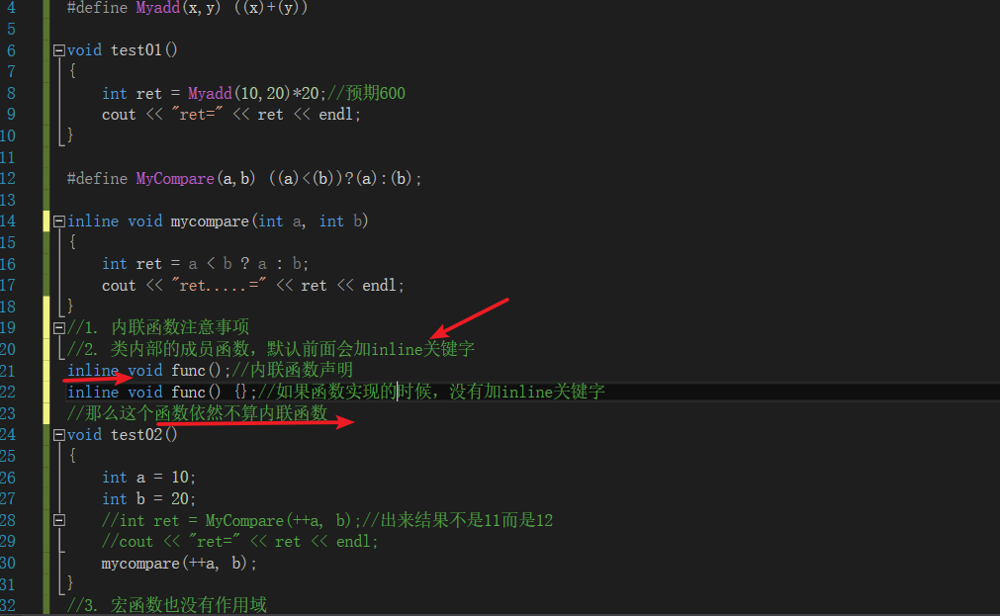 4 #define Myadd(x,y) ((x)+(y))
5
6 void test01()
7 {
8 int ret = Myadd(10,20)*20;//预期600
9 cout << "ret=" << ret << endl;
10 }
11
12 #define MyCompare(a,b) ((a)<(b))?(a):(b);
13
14 inline void mycompare(int a, int b)
15 {
16 int ret = a < b ? a : b;
17 cout << "ret.....=" << ret << endl;
18 }
19 //1. 内联函数注意事项
20 //2. 类内部的成员函数，默认前面会加inline关键字
21 inline void func();//内联函数声明
22 inline void func() {};//如果函数实现的时候，没有加inline关键字
23 //那么这个函数依然不算内联函数
24 void test02()
25 {
26 int a = 10;
27 int b = 20;
28 //int ret = MyCompare(++a, b);//出来结果不是11而是12
29 //cout << "ret=" << ret << endl;
30 mycompare(++a, b);
31 }
32 //3. 宏函数也没有作用域